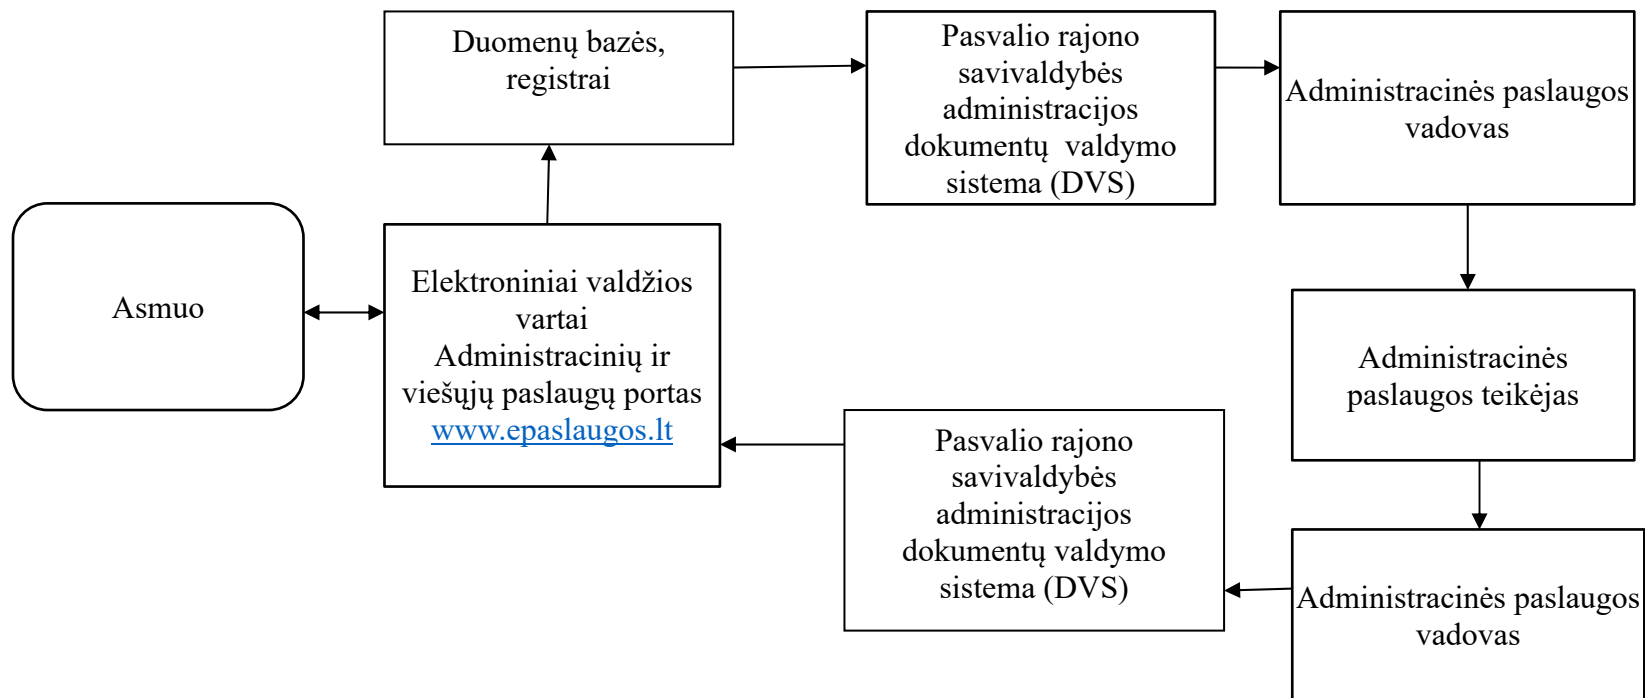 Duomenų bazės,
registrai
Pasvalio rajono
savivaldybės
administracijos
dokumentų valdymo
sistema (DVS)
Administracinės paslaugos
vadovas
Asmuo
Elektroniniai valdžios
vartai
Administracinių ir
viešųjų paslaugų portas
www.epaslaugos.lt
Administracinės
paslaugos teikėjas
Pasvalio rajono
savivaldybės
administracijos
dokumentų valdymo
sistema (DVS)
Administracinės paslaugos
vadovas